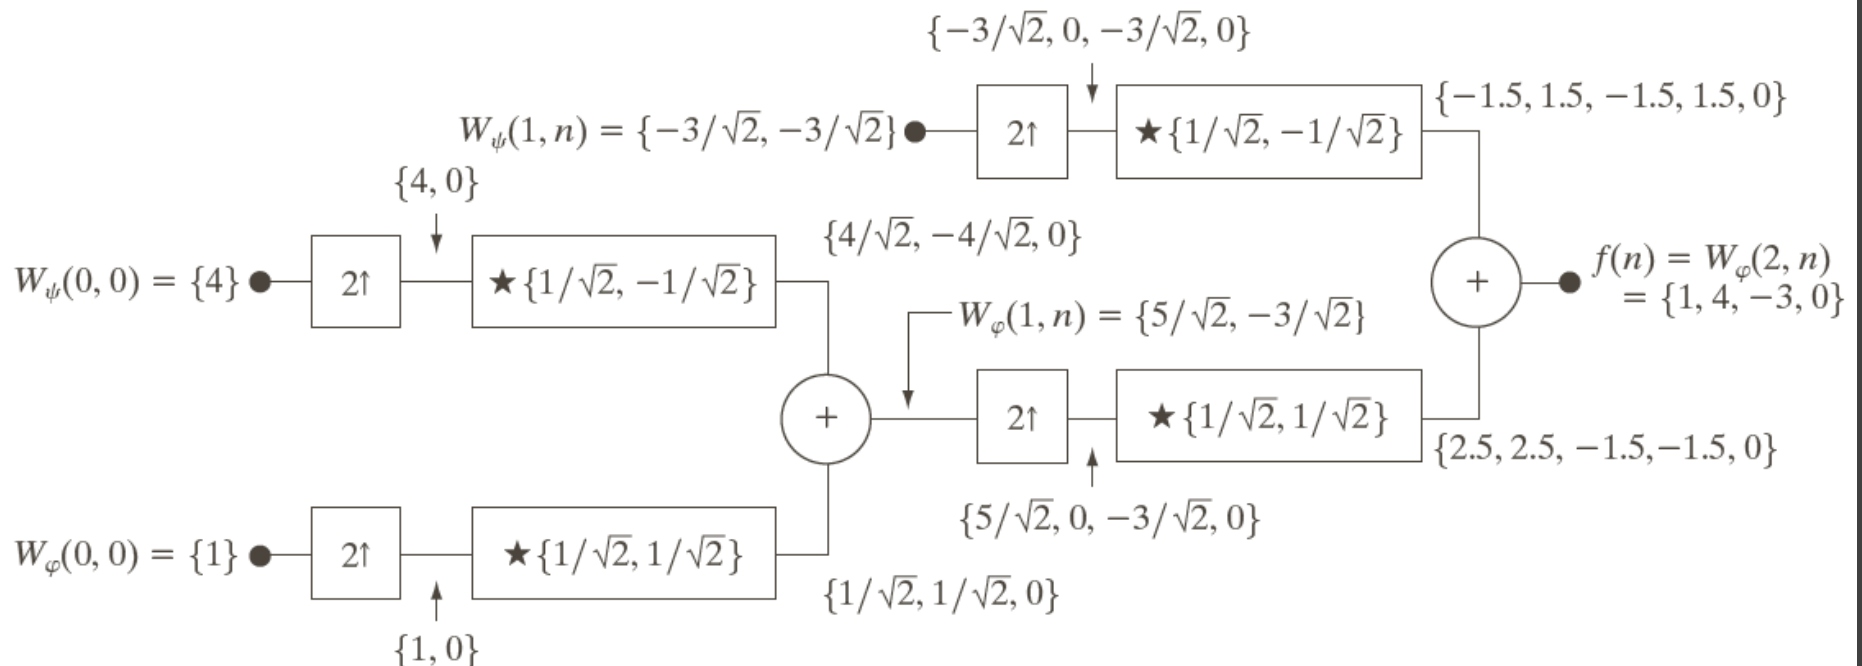 {−3/√2, 0, −3/√2, 0}
{−1.5, 1.5, −1.5, 1.5, 0}
W_ψ(1, n) = {−3/√2, −3/√2}
2↑
★{1/√2, −1/√2}
{4, 0}
{4/√2, −4/√2, 0}
W_ψ(0, 0) = {4}
2↑
★{1/√2, −1/√2}
+
f(n) = W_φ(2, n)
= {1, 4, −3, 0}
W_φ(1, n) = {5/√2, −3/√2}
+
2↑
★{1/√2, 1/√2}
{2.5, 2.5, −1.5,−1.5, 0}
{5/√2, 0, −3/√2, 0}
W_φ(0, 0) = {1}
2↑
★{1/√2, 1/√2}
{1/√2, 1/√2, 0}
{1, 0}